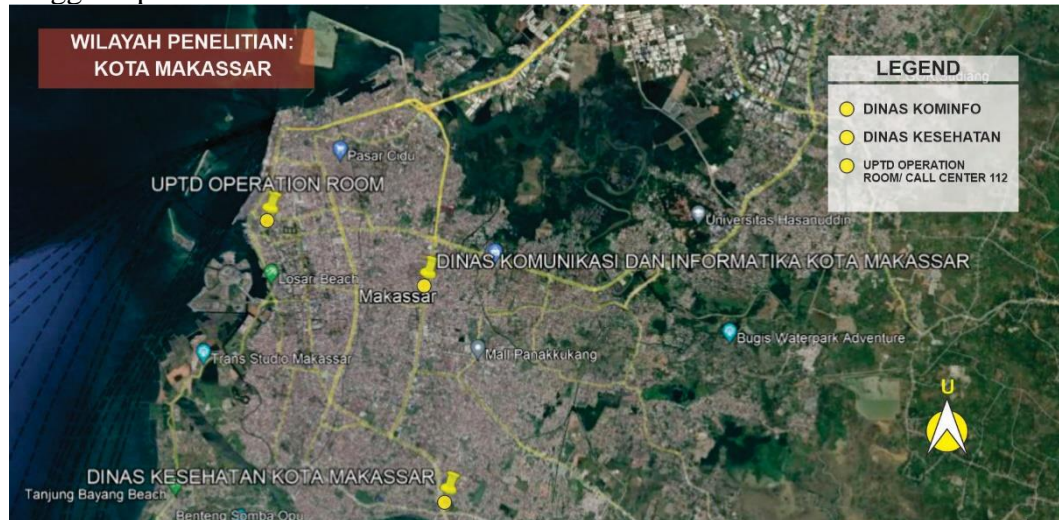 WILAYAH PENELITIAN:
KOTA MAKASSAR
LEGEND
DINAS KOMINFO
DINAS KESEHATAN
UPTD OPERATION
ROOM/ CALL CENTER 112
Pasar Cidu
UPTD OPERATION ROOM
Universitas Hasanuddin
DINAS KOMUNIKASI DAN INFORMATIKA KOTA MAKASSAR
Losari Beach
Makassar
Bugis Waterpark Adventure
Mall Panakkukang
Trans Studio Makassar
U
DINAS KESEHATAN KOTA MAKASSAR
Tanjung Bayang Beach
Benteng Somba Opu